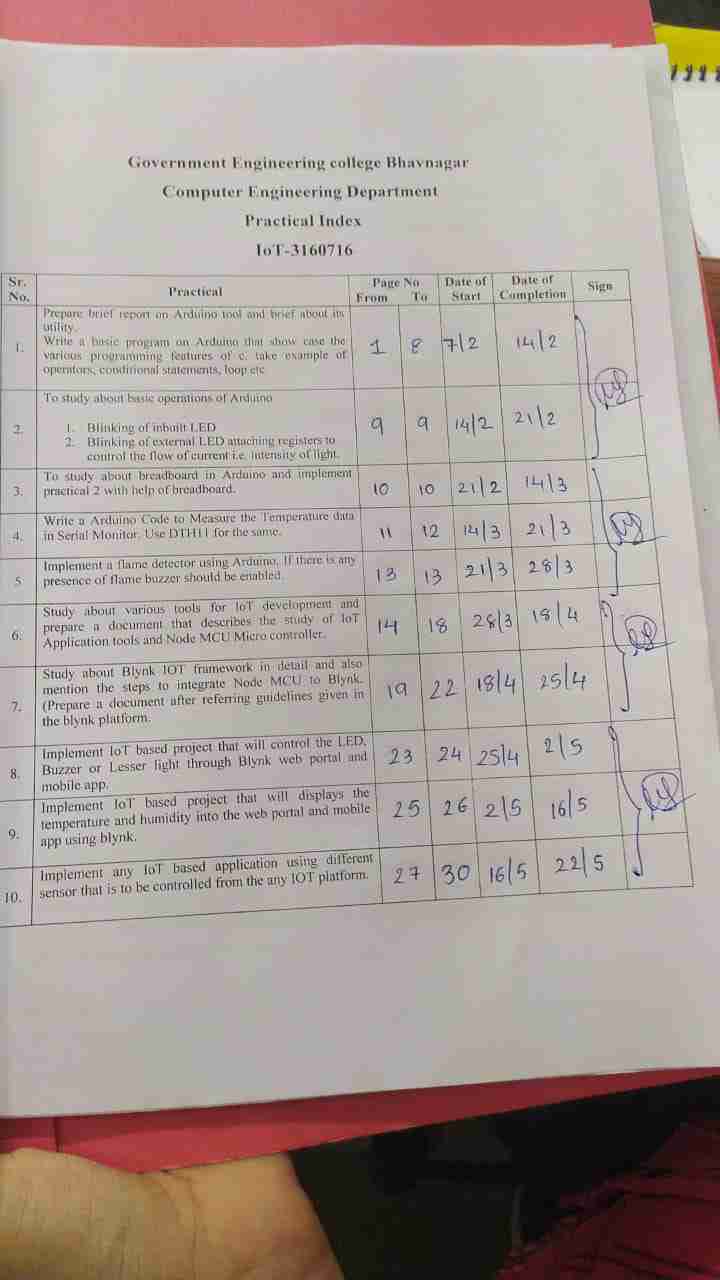 Government Engineering college Bhavnagar
Computer Engineering Department
Practical Index
IoT-3160716
Sr. No. Practical Page No From To Date of Start Date of Completion Sign
1. Prepare brief report on Arduino tool and brief about its
utility.
Write a basic program on Arduino that show case the
various programming features of c. take example of
operators, conditional statements, loop etc
1 8 7/2 14/2
2. To study about basic operations of Arduino
1. Blinking of inbuilt LED
2. Blinking of external LED attaching registers to
control the flow of current i.e. intensity of light.
9 9 14/2 21/2
3. To study about breadboard in Arduino and implement
practical 2 with help of breadboard.
10 10 21/2 14/3
4. Write a Arduino Code to Measure the Temperature data
in Serial Monitor. Use DTH11 for the same.
11 12 14/3 21/3
5 Implement a flame detector using Arduino. If there is any
presence of flame buzzer should be enabled.
13 13 21/3 28/3
6. Study about various tools for IoT development and
prepare a document that describes the study of IoT
Application tools and Node MCU Micro controller.
14 18 28/3 18/4
7. Study about Blynk IOT framework in detail and also
mention the steps to integrate Node MCU to Blynk.
(Prepare a document after referring guidelines given in
the blynk platform.
19 22 18/4 25/4
8. Implement IoT based project that will control the LED,
Buzzer or Lesser light through Blynk web portal and
mobile app.
23 24 25/4 2/5
9. Implement IoT based project that will displays the
temperature and humidity into the web portal and mobile
app using blynk.
25 26 2/5 16/5
10. Implement any IoT based application using different
sensor that is to be controlled from the any IOT platform.
27 30 16/5 22/5